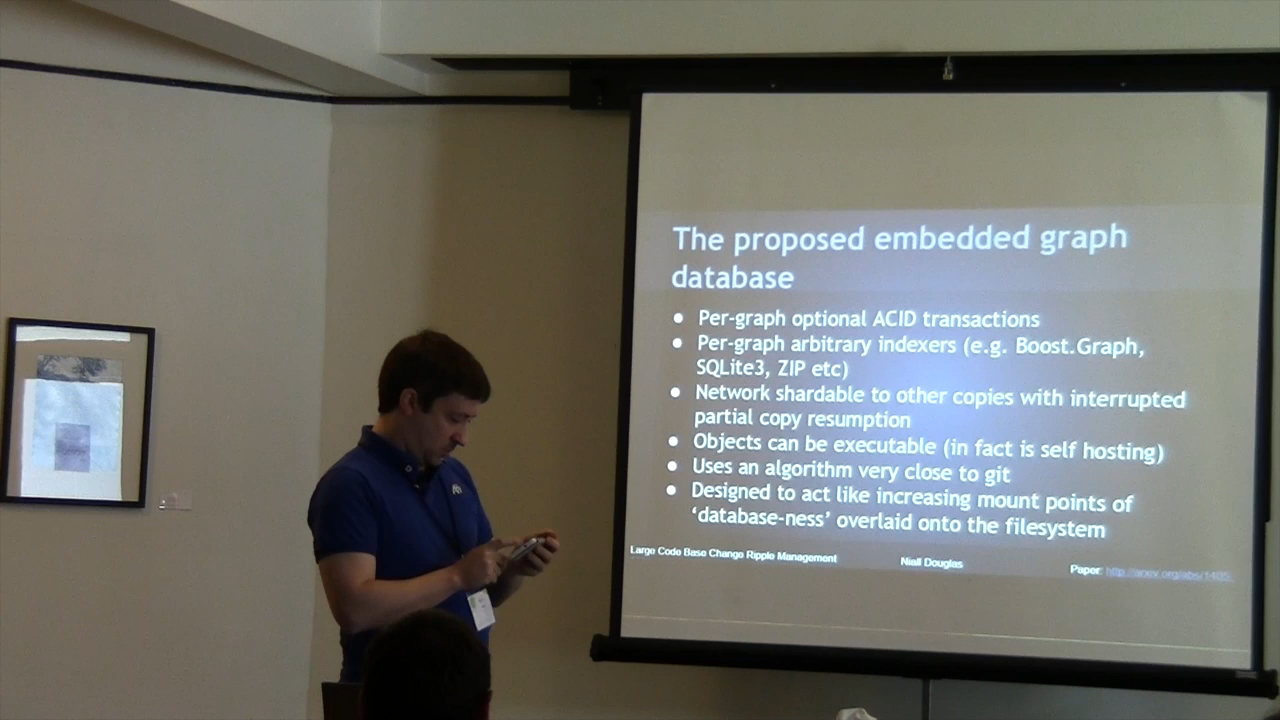 The proposed embedded graph
database
● Per-graph optional ACID transactions
● Per-graph arbitrary indexers (e.g. Boost.Graph,
SQLite3, ZIP etc)
● Network shardable to other copies with interrupted
partial copy resumption
● Objects can be executable (in fact is self hosting)
● Uses an algorithm very close to git
● Designed to act like increasing mount points of
‘database-ness’ overlaid onto the filesystem
Large Code Base Change Ripple Management Niall Douglas Paper: